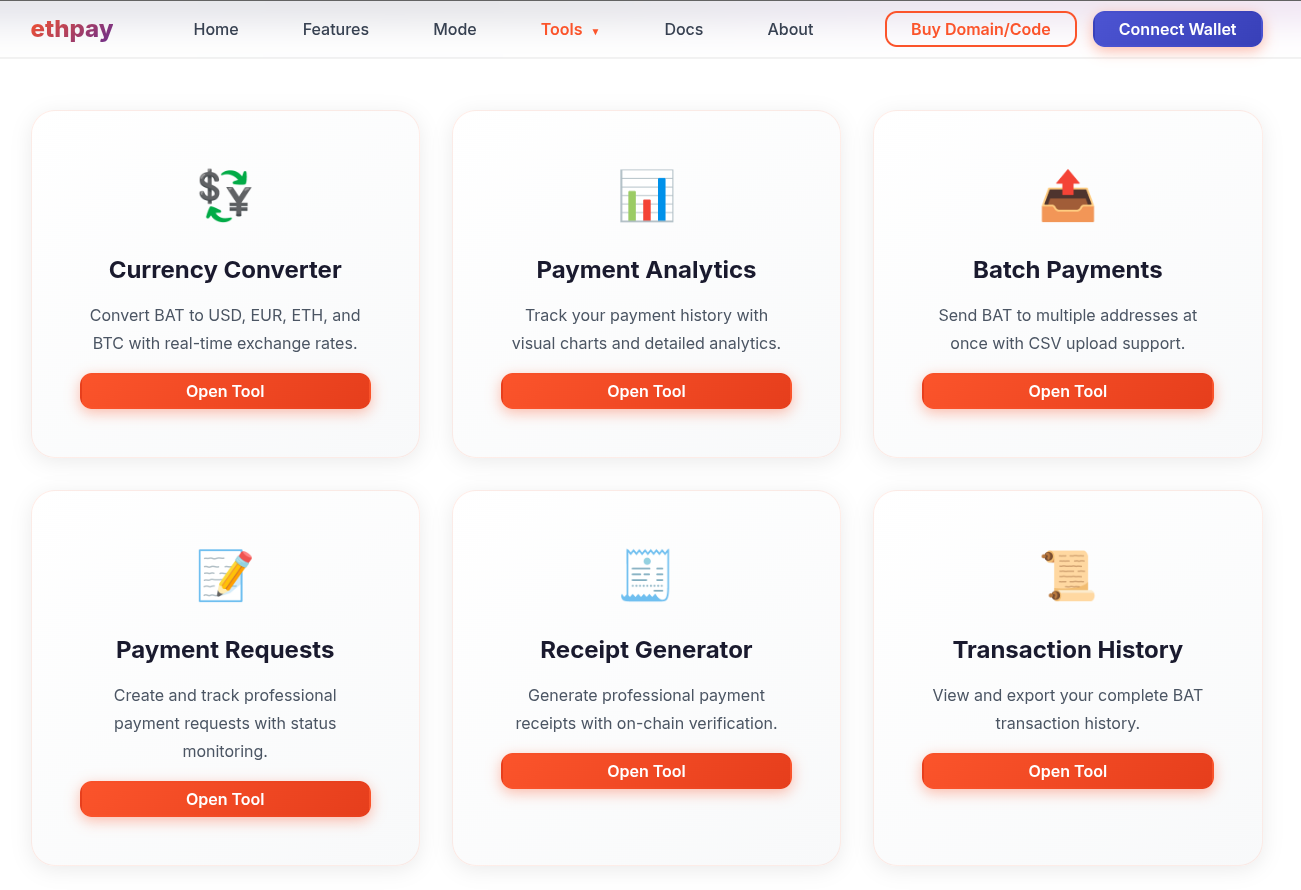 ethpay
Home
Features
Mode
Tools ▼
Docs
About
Buy Domain/Code
Connect Wallet
Currency Converter
Convert BAT to USD, EUR, ETH, and
BTC with real-time exchange rates.
Open Tool
Payment Analytics
Track your payment history with
visual charts and detailed analytics.
Open Tool
Batch Payments
Send BAT to multiple addresses at
once with CSV upload support.
Open Tool
Payment Requests
Create and track professional
payment requests with status
monitoring.
Open Tool
Receipt Generator
Generate professional payment
receipts with on-chain verification.
Open Tool
Transaction History
View and export your complete BAT
transaction history.
Open Tool